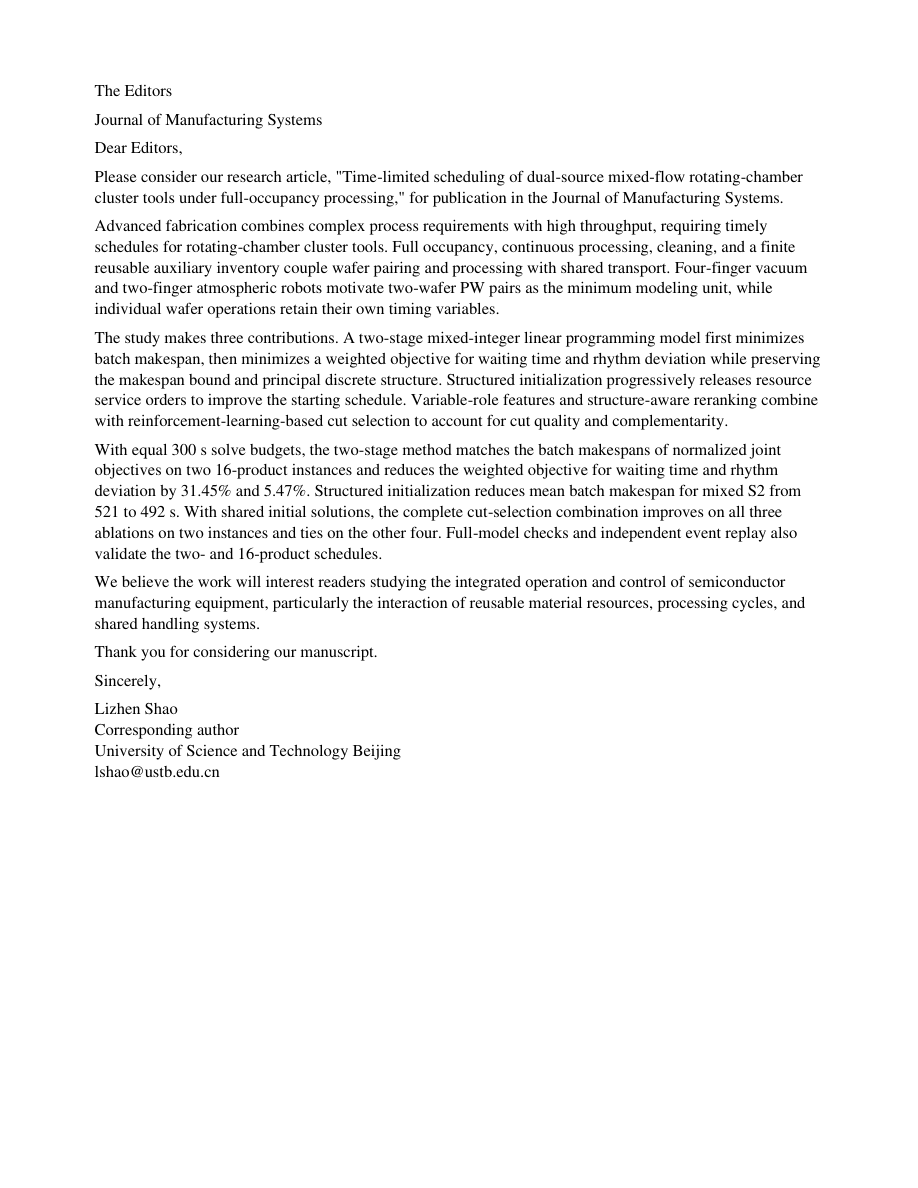 The Editors
Journal of Manufacturing Systems
Dear Editors,
Please consider our research article, "Time-limited scheduling of dual-source mixed-flow rotating-chamber
cluster tools under full-occupancy processing," for publication in the Journal of Manufacturing Systems.
Advanced fabrication combines complex process requirements with high throughput, requiring timely
schedules for rotating-chamber cluster tools. Full occupancy, continuous processing, cleaning, and a finite
reusable auxiliary inventory couple wafer pairing and processing with shared transport. Four-finger vacuum
and two-finger atmospheric robots motivate two-wafer PW pairs as the minimum modeling unit, while
individual wafer operations retain their own timing variables.
The study makes three contributions. A two-stage mixed-integer linear programming model first minimizes
batch makespan, then minimizes a weighted objective for waiting time and rhythm deviation while preserving
the makespan bound and principal discrete structure. Structured initialization progressively releases resource
service orders to improve the starting schedule. Variable-role features and structure-aware reranking combine
with reinforcement-learning-based cut selection to account for cut quality and complementarity.
With equal 300 s solve budgets, the two-stage method matches the batch makespans of normalized joint
objectives on two 16-product instances and reduces the weighted objective for waiting time and rhythm
deviation by 31.45% and 5.47%. Structured initialization reduces mean batch makespan for mixed S2 from
521 to 492 s. With shared initial solutions, the complete cut-selection combination improves on all three
ablations on two instances and ties on the other four. Full-model checks and independent event replay also
validate the two- and 16-product schedules.
We believe the work will interest readers studying the integrated operation and control of semiconductor
manufacturing equipment, particularly the interaction of reusable material resources, processing cycles, and
shared handling systems.
Thank you for considering our manuscript.
Sincerely,
Lizhen Shao
Corresponding author
University of Science and Technology Beijing
lshao@ustb.edu.cn